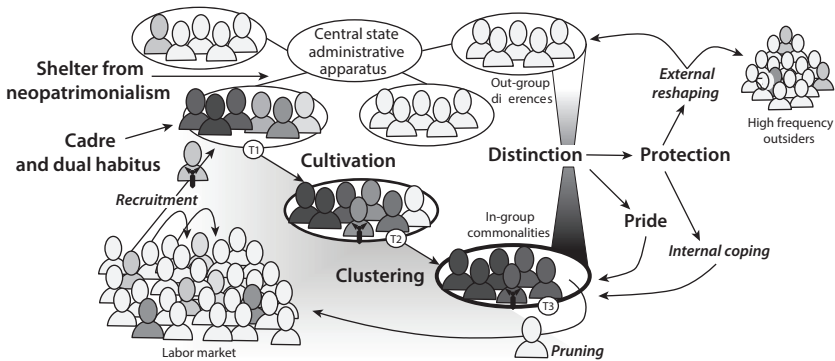 Central state
administrative
apparatus
Shelter from
neopatrimonialism
Out-group
di erences
External
reshaping
High frequency
outsiders
Cadre
and dual habitus
T1
Cultivation
Distinction
Protection
Recruitment
In-group
commonalities
Pride
T2
Internal coping
Clustering
T3
Labor market
Pruning